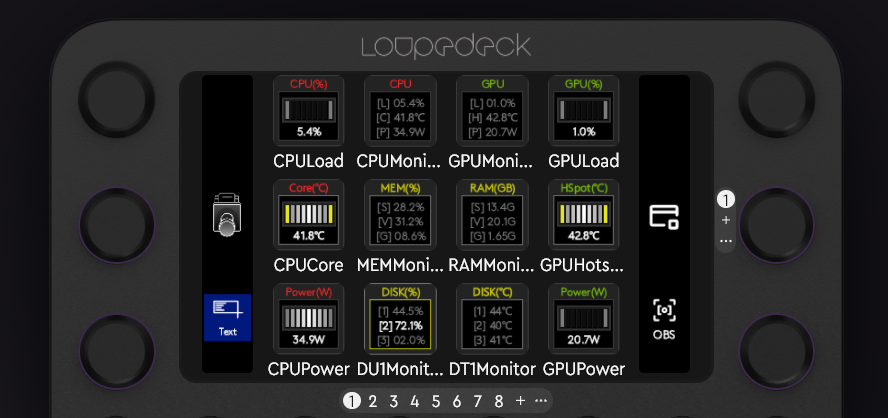 Loupedeck
CPU(%)
5.4%
CPULoad
CPU
[L] 05.4%
[C] 41.8℃
[P] 34.9W
CPUMoni...
GPU
[L] 01.0%
[H] 42.8℃
[P] 20.7W
GPUMoni...
GPU(%)
1.0%
GPULoad
Core(℃)
41.8℃
CPUCore
MEM(%)
[S] 28.2%
[V] 31.2%
[G] 08.6%
MEMMoni...
RAM(GB)
[S] 13.4G
[V] 20.1G
[G] 1.65G
RAMMoni...
HSpot(℃)
42.8℃
GPUHots...
Power(W)
34.9W
CPUPower
DISK(%)
[1] 44.5%
[2] 72.1%
[3] 02.0%
DU1Monit...
DISK(℃)
[1] 44℃
[2] 40℃
[3] 41℃
DT1Monitor
Power(W)
20.7W
GPUPower
Text
OBS
1
+
...
1 2 3 4 5 6 7 8 + ...